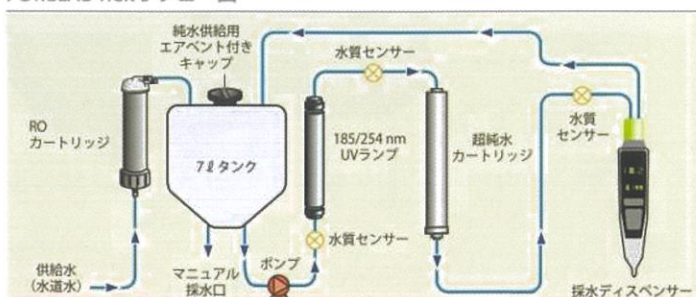 純水供給用
エアベント付き
キャップ
水質センサー
RO
カートリッジ
7ℓタンク
185/254 nm
UVランプ
超純水
カートリッジ
水質
センサー
水質センサー
供給水
(水道水)
マニュアル
採水口
ポンプ
採水ディスペンサー